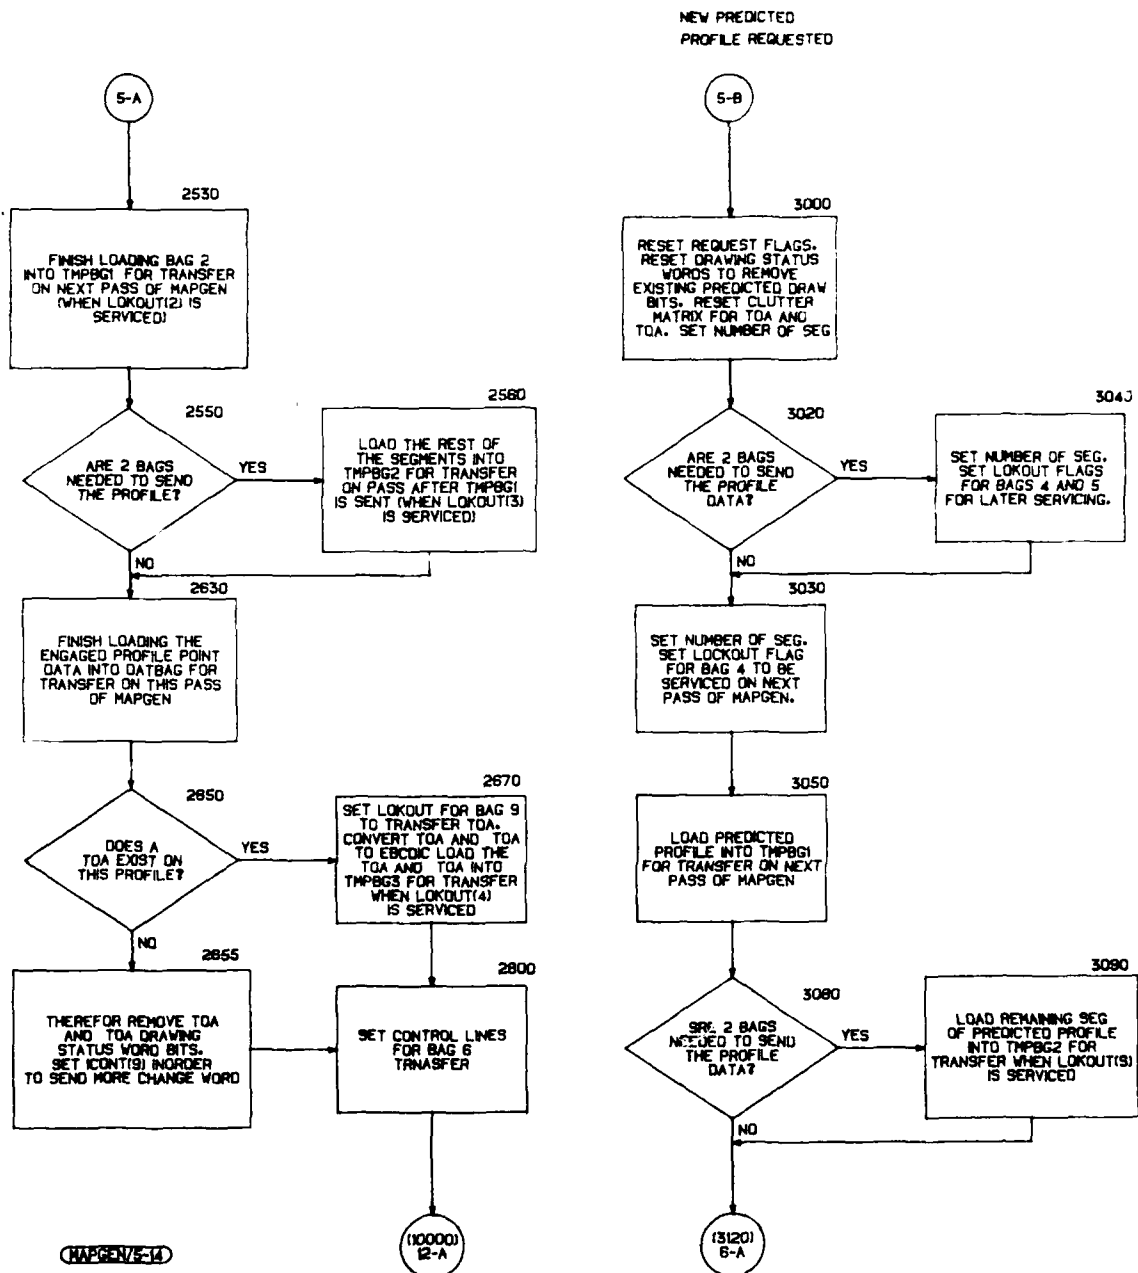 NEW PREDICTED
PROFILE REQUESTED
5-A
2530
FINISH LOADING BAG 2
INTO TMPBG1 FOR TRANSFER
ON NEXT PASS OF MAPGEN
(WHEN LOKOUT(2) IS
SERVICED)
2550
ARE 2 BAGS
NEEDED TO SEND
THE PROFILE?
YES
NO
2560
LOAD THE REST OF
THE SEGMENTS INTO
TMPBG2 FOR TRANSFER
ON PASS AFTER TMPBG1
IS SENT (WHEN LOKOUT(3)
IS SERVICED)
2630
FINISH LOADING THE
ENGAGED PROFILE POINT
DATA INTO DATBAG FOR
TRANSFER ON THIS PASS
OF MAPGEN
2650
DOES A
TOA EXIST ON
THIS PROFILE?
YES
NO
2670
SET LOKOUT FOR BAG 9
TO TRANSFER TOA.
CONVERT TOA AND TOA
TO EBCDIC LOAD THE
TOA AND TOA INTO
TMPBG3 FOR TRANSFER
WHEN LOKOUT(4)
IS SERVICED
2655
THEREFOR REMOVE TOA
AND TOA DRAWING
STATUS WORD BITS.
SET ICONT(9) INORDER
TO SEND MORE CHANGE WORD
2800
SET CONTROL LINES
FOR BAG 6
TRNASFER
(10000)
12-A
MAPGEN/5-14
5-B
3000
RESET REQUEST FLAGS.
RESET DRAWING STATUS
WORDS TO REMOVE
EXISTING PREDICTED DRAW
BITS. RESET CLUTTER
MATRIX FOR TOA AND
TOA. SET NUMBER OF SEG
3020
ARE 2 BAGS
NEEDED TO SEND
THE PROFILE
DATA?
YES
NO
3040
SET NUMBER OF SEG.
SET LOKOUT FLAGS
FOR BAGS 4 AND 5
FOR LATER SERVICING.
3030
SET NUMBER OF SEG.
SET LOCKOUT FLAG
FOR BAG 4 TO BE
SERVICED ON NEXT
PASS OF MAPGEN.
3050
LOAD PREDICTED
PROFILE INTO TMPBG1
FOR TRANSFER ON NEXT
PASS OF MAPGEN
3080
SRE 2 BAGS
NEEDED TO SEND
THE PROFILE
DATA?
YES
NO
3090
LOAD REMAINING SEG
OF PREDICTED PROFILE
INTO TMPBG2 FOR
TRANSFER WHEN LOKOUT(9)
IS SERVICED
(3120)
6-A